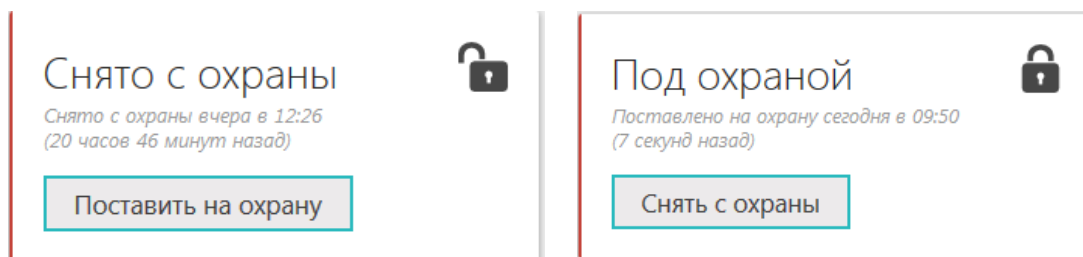 Снято с охраны
Снято с охраны вчера в 12:26
(20 часов 46 минут назад)
Поставить на охрану
Под охраной
Поставлено на охрану сегодня в 09:50
(7 секунд назад)
Снять с охраны